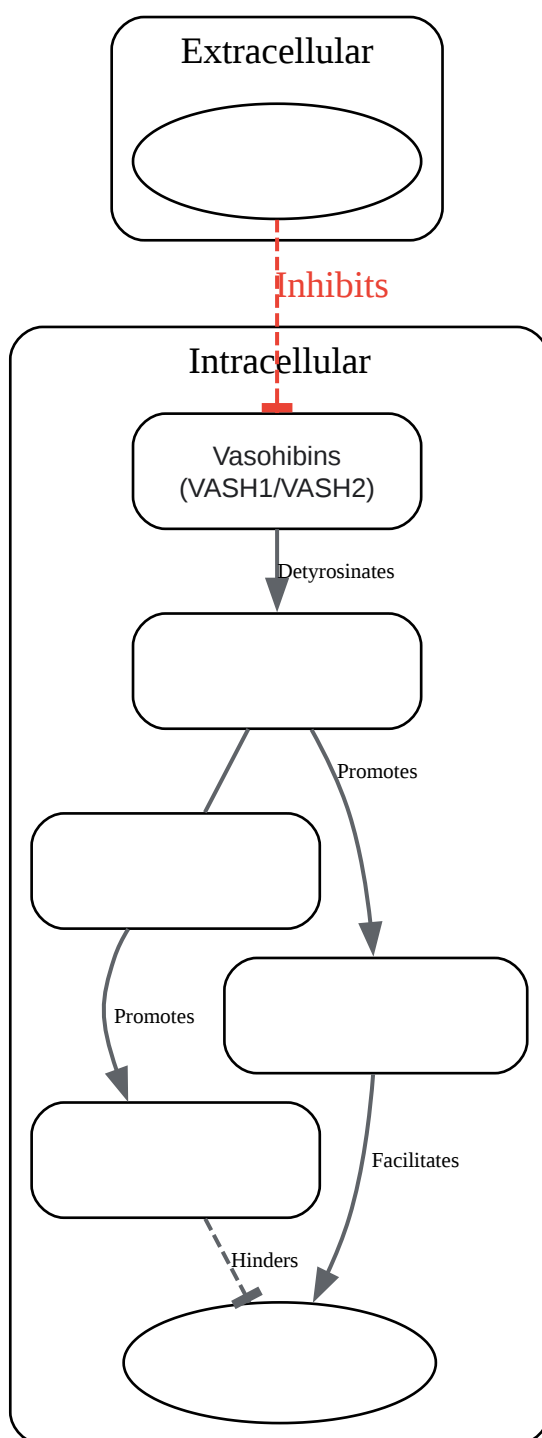 Extracellular
Inhibits
Intracellular
Vasohibins
(VASH1/VASH2)
Detyrosinates
Promotes
Promotes
Facilitates
Hinders